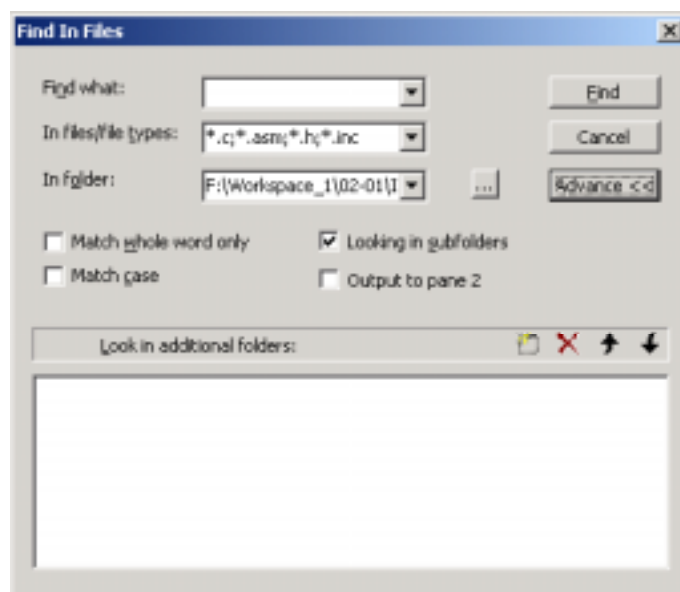 Find In Files
Find what:
Find
In files/file types:
*.c;*.asm;*.h;*.inc
Cancel
In folder:
F:\Workspace_1\02-01\I
...
Advance <<
Match whole word only
Looking in subfolders
Match case
Output to pane 2
Look in additional folders: